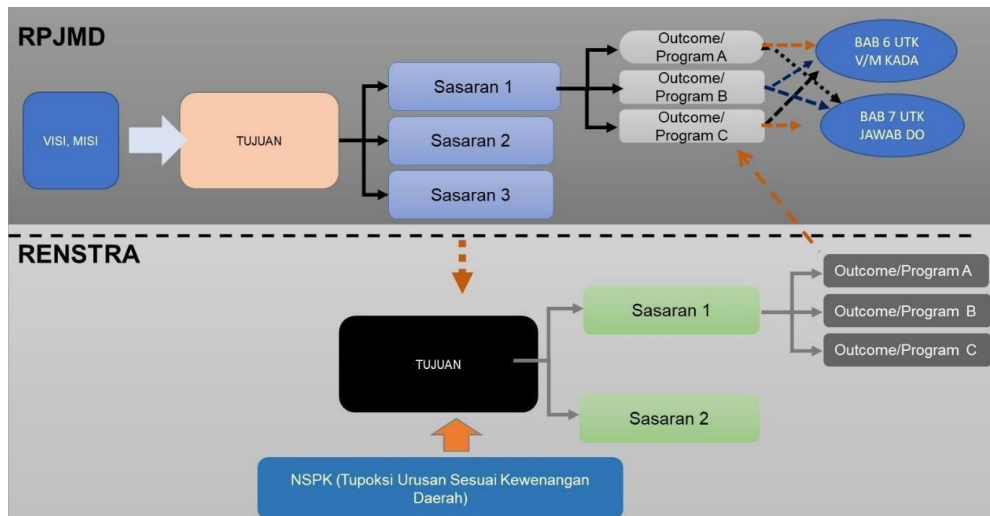 RPJMD
VISI, MISI
TUJUAN
Sasaran 1
Sasaran 2
Sasaran 3
Outcome/
Program A
Outcome/
Program B
Outcome/
Program C
BAB 6 UTK
V/M KADA
BAB 7 UTK
JAWAB DO
RENSTRA
TUJUAN
Sasaran 1
Sasaran 2
Outcome/Program A
Outcome/Program B
Outcome/Program C
NSPK (Tupoksi Urusan Sesuai Kewenangan
Daerah)